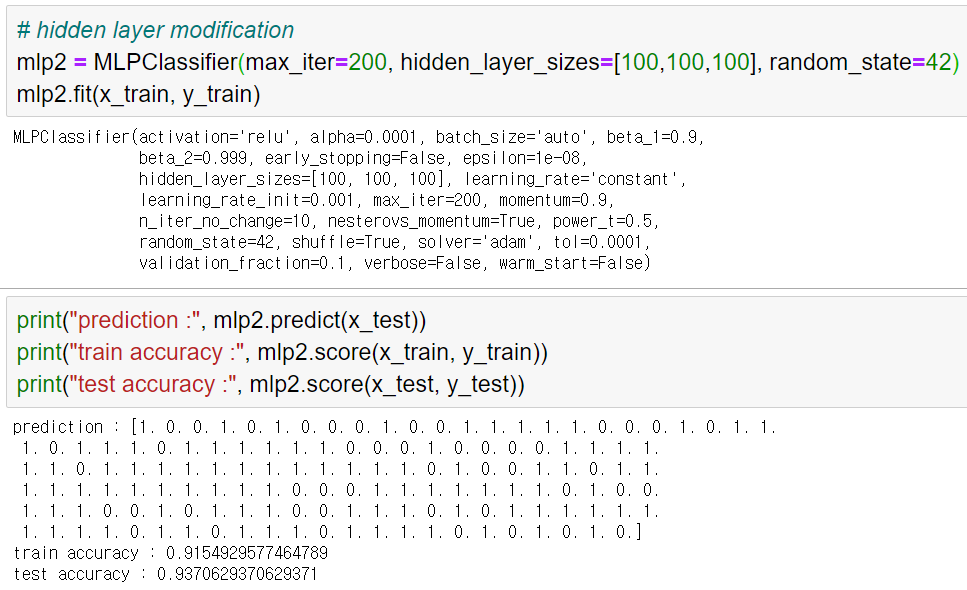 # hidden layer modification
mlp2 = MLPClassifier(max_iter=200, hidden_layer_sizes=[100,100,100], random_state=42)
mlp2.fit(x_train, y_train)
MLPClassifier(activation='relu', alpha=0.0001, batch_size='auto', beta_1=0.9,
beta_2=0.999, early_stopping=False, epsilon=1e-08,
hidden_layer_sizes=[100, 100, 100], learning_rate='constant',
learning_rate_init=0.001, max_iter=200, momentum=0.9,
n_iter_no_change=10, nesterovs_momentum=True, power_t=0.5,
random_state=42, shuffle=True, solver='adam', tol=0.0001,
validation_fraction=0.1, verbose=False, warm_start=False)
print("prediction :", mlp2.predict(x_test))
print("train accuracy :", mlp2.score(x_train, y_train))
print("test accuracy :", mlp2.score(x_test, y_test))
prediction : [1. 0. 0. 1. 0. 1. 0. 0. 0. 1. 0. 0. 1. 1. 1. 1. 1. 0. 0. 0. 1. 0. 1. 1.
1. 0. 1. 1. 1. 0. 1. 1. 1. 1. 1. 1. 0. 0. 0. 1. 0. 0. 0. 0. 1. 1. 1. 1.
1. 1. 0. 1. 1. 1. 1. 1. 1. 1. 1. 1. 1. 1. 1. 0. 1. 0. 0. 1. 1. 0. 1. 1.
1. 1. 1. 1. 1. 1. 1. 1. 1. 1. 0. 0. 0. 1. 1. 1. 1. 1. 1. 1. 0. 1. 0. 0.
1. 1. 1. 0. 0. 1. 0. 1. 1. 1. 0. 0. 1. 1. 1. 0. 1. 0. 1. 1. 1. 1. 1. 1.
1. 1. 1. 1. 0. 1. 1. 0. 1. 1. 1. 0. 1. 1. 1. 1. 0. 1. 0. 1. 0. 1. 0.]
train accuracy : 0.9154929577464789
test accuracy : 0.9370629370629371